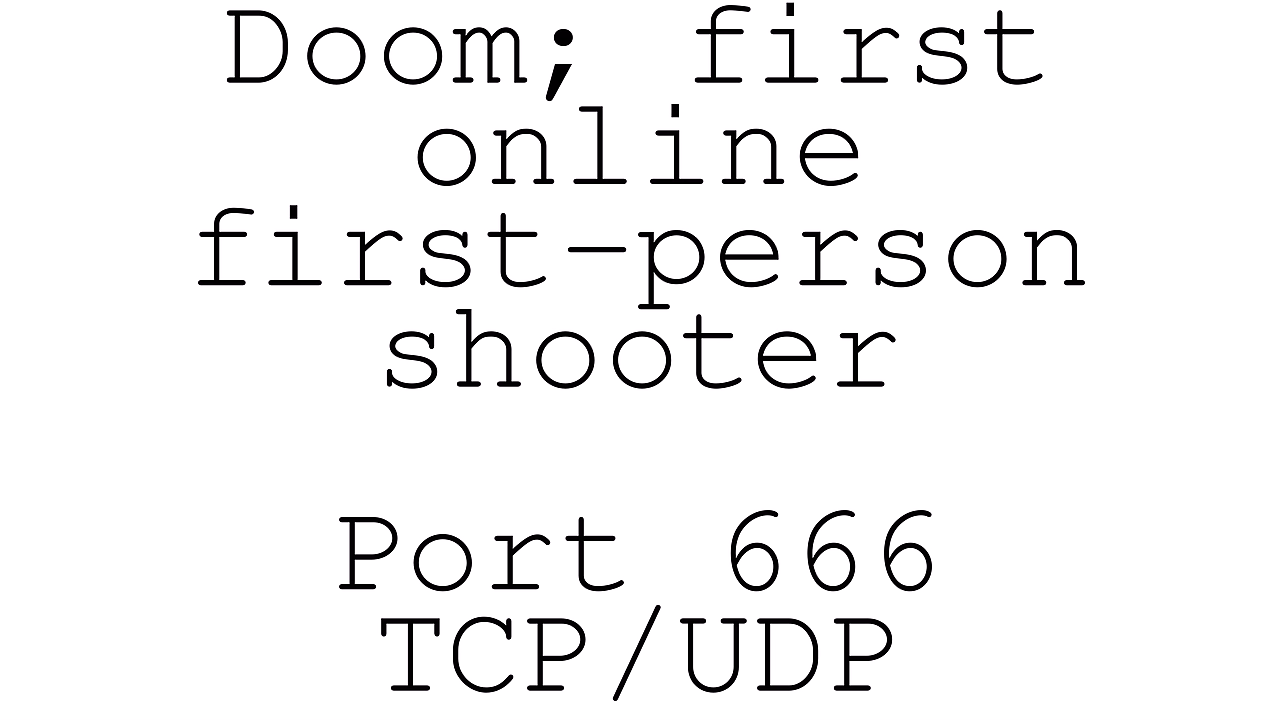 Doom; first
online
first-person
shooter
Port 666
TCP/UDP